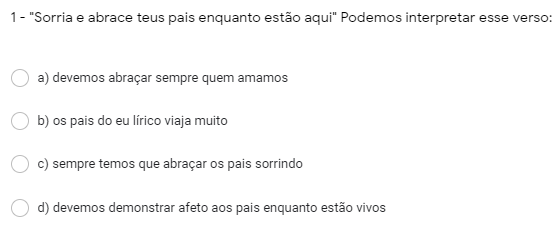 1 - "Sorria e abrace teus pais enquanto estão aqui" Podemos interpretar esse verso:
a) devemos abraçar sempre quem amamos
b) os pais do eu lírico viaja muito
c) sempre temos que abraçar os pais sorrindo
d) devemos demonstrar afeto aos pais enquanto estão vivos